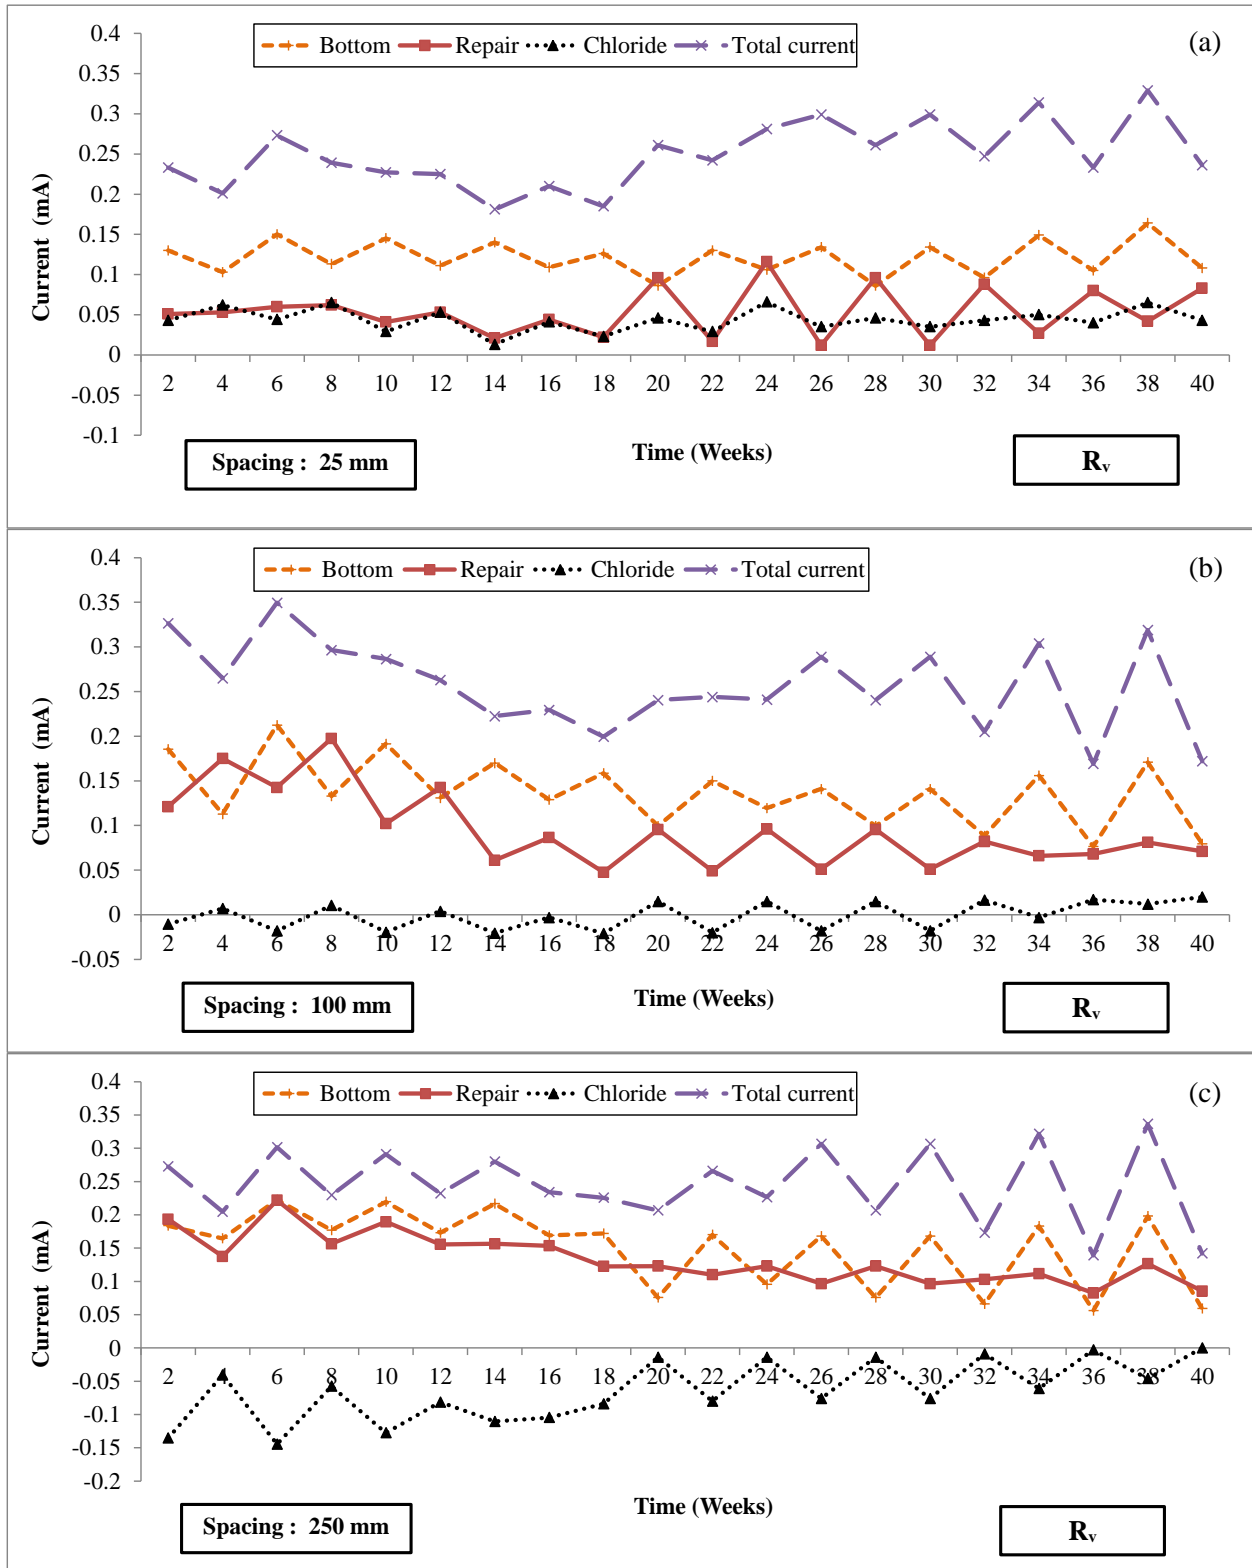 (a)
Bottom Repair Chloride Total current
0.4
0.35
0.3
0.25
0.2
0.15
0.1
0.05
0
-0.05
-0.1
Current (mA)
2 4 6 8 10 12 14 16 18 20 22 24 26 28 30 32 34 36 38 40
Time (Weeks)
Spacing : 25 mm
Rv
(b)
Bottom Repair Chloride Total current
0.4
0.35
0.3
0.25
0.2
0.15
0.1
0.05
0
-0.05
Current (mA)
2 4 6 8 10 12 14 16 18 20 22 24 26 28 30 32 34 36 38 40
Time (Weeks)
Spacing : 100 mm
Rv
(c)
Bottom Repair Chloride Total current
0.4
0.35
0.3
0.25
0.2
0.15
0.1
0.05
0
-0.05
-0.1
-0.15
-0.2
Current (mA)
2 4 6 8 10 12 14 16 18 20 22 24 26 28 30 32 34 36 38 40
Time (Weeks)
Spacing : 250 mm
Rv